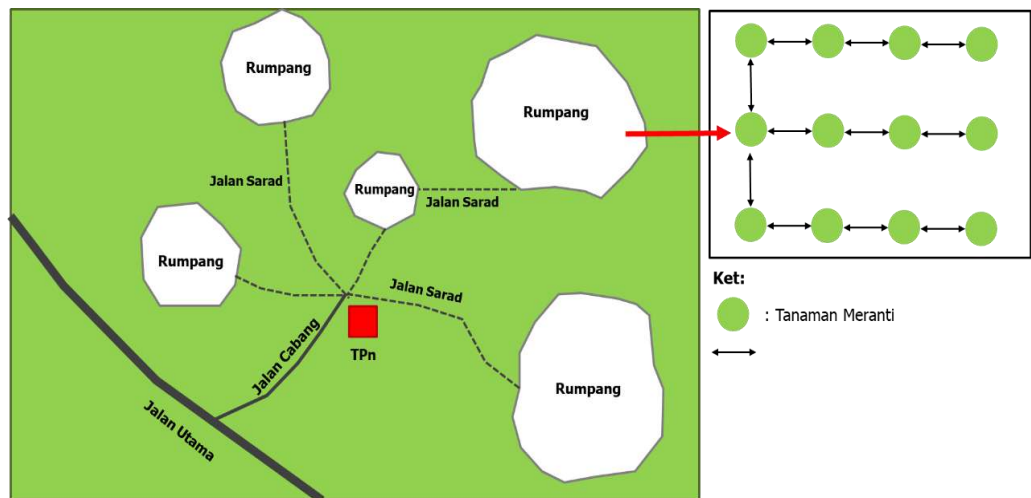 Rumpang
Rumpang
Jalan Sarad
Rumpang
Jalan Sarad
Rumpang
Jalan Sarad
TPn
Jalan Cabang
Rumpang
Jalan Utama
Ket:
: Tanaman Meranti